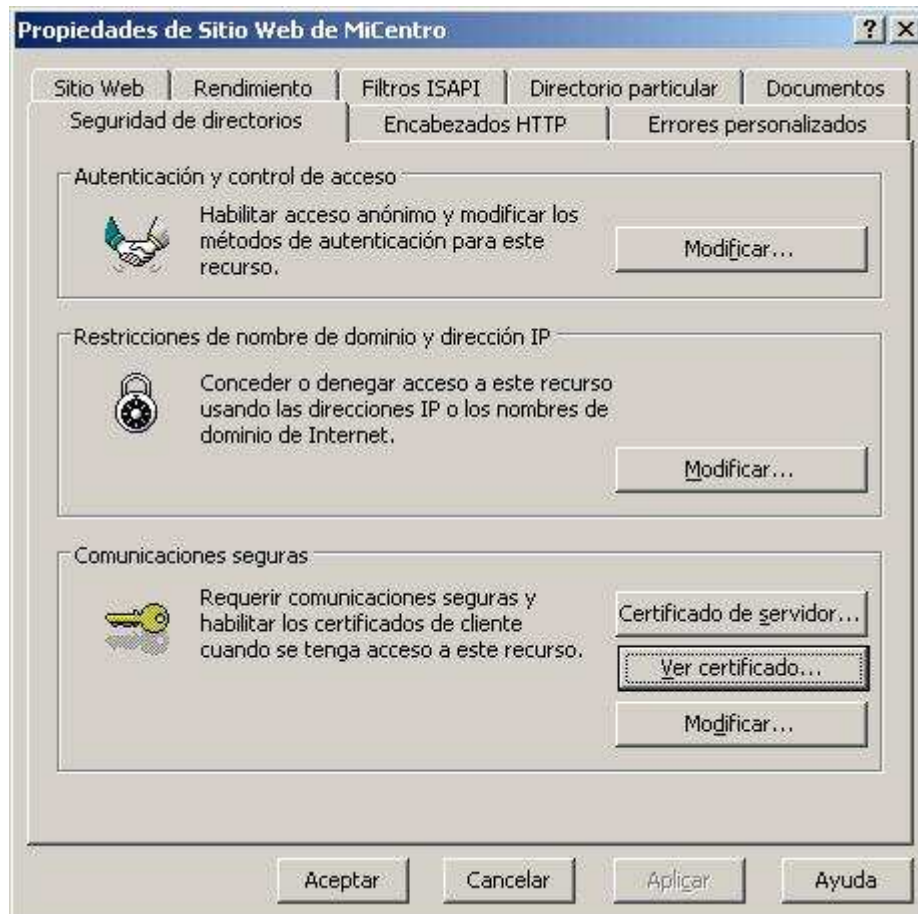 Propiedades de Sitio Web de MiCentro
Sitio Web
Rendimiento
Filtros ISAPI
Directorio particular
Documentos
Seguridad de directorios
Encabezados HTTP
Errores personalizados
Autenticación y control de acceso
Habilitar acceso anónimo y modificar los
métodos de autenticación para este
recurso.
Modificar...
Restricciones de nombre de dominio y dirección IP
Conceder o denegar acceso a este recurso
usando las direcciones IP o los nombres de
dominio de Internet.
Modificar...
Comunicaciones seguras
Requerir comunicaciones seguras y
habilitar los certificados de cliente
cuando se tenga acceso a este recurso.
Certificado de servidor...
Ver certificado...
Modificar...
Aceptar
Cancelar
Aplicar
Ayuda